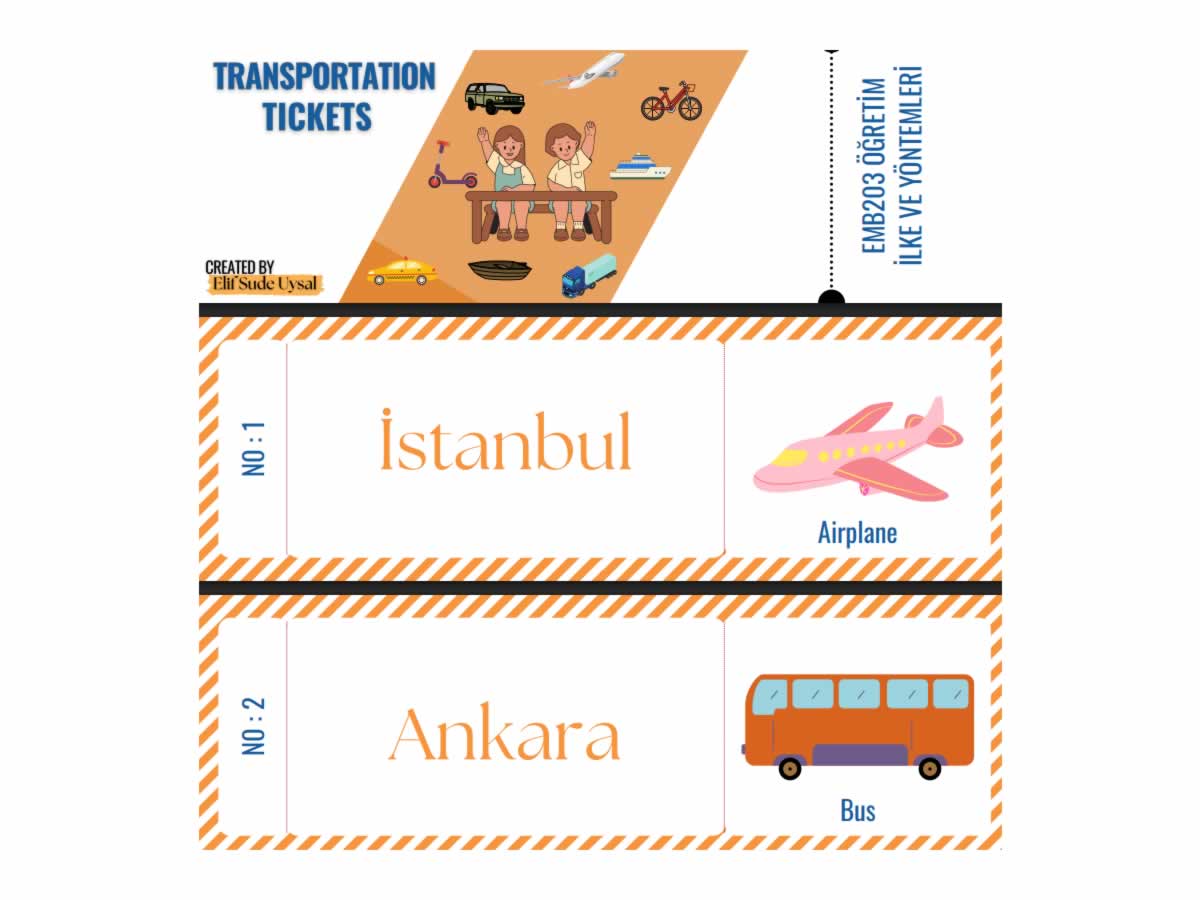 TRANSPORTATION
TICKETS
CREATED BY
Elif Sude Uysal
EMB203 ÖĞRETİM
İLKE VE YÖNTEMLERİ
NO : 1
İstanbul
Airplane
NO : 2
Ankara
Bus